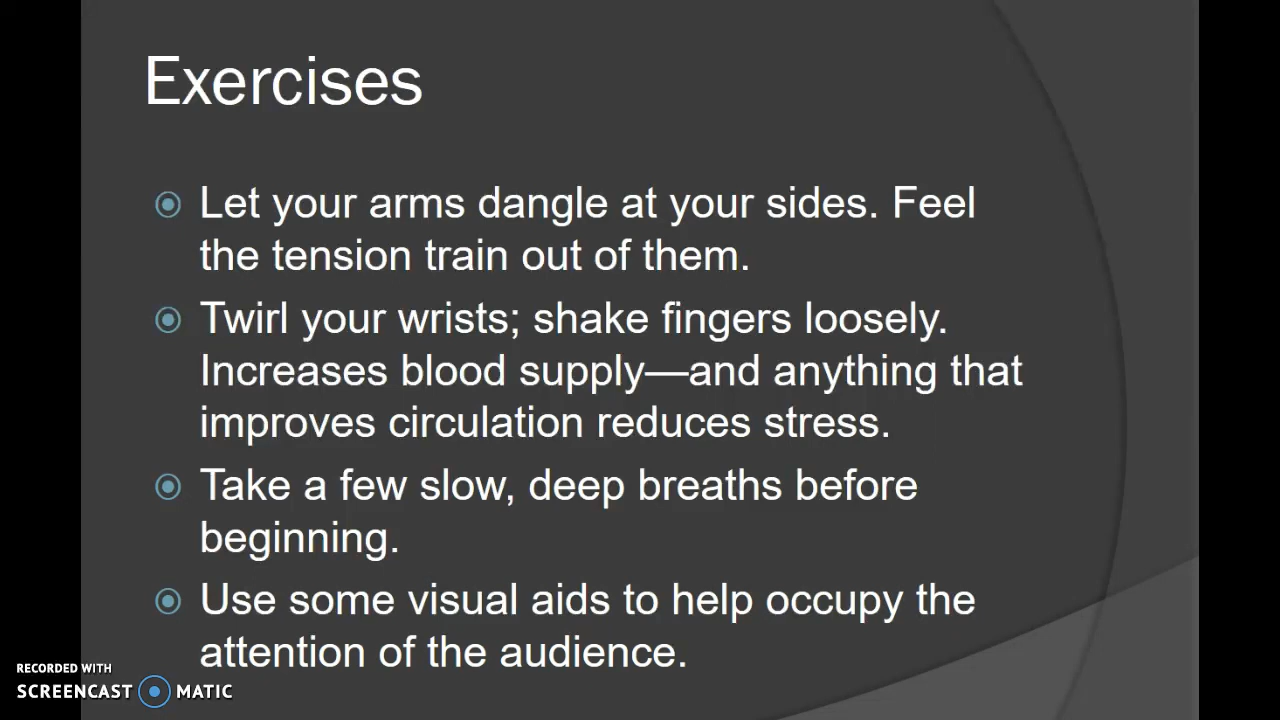 Exercises
Let your arms dangle at your sides. Feel
the tension train out of them.
Twirl your wrists; shake fingers loosely.
Increases blood supply—and anything that
improves circulation reduces stress.
Take a few slow, deep breaths before
beginning.
Use some visual aids to help occupy the
attention of the audience.
RECORDED WITH
SCREENCAST MATIC